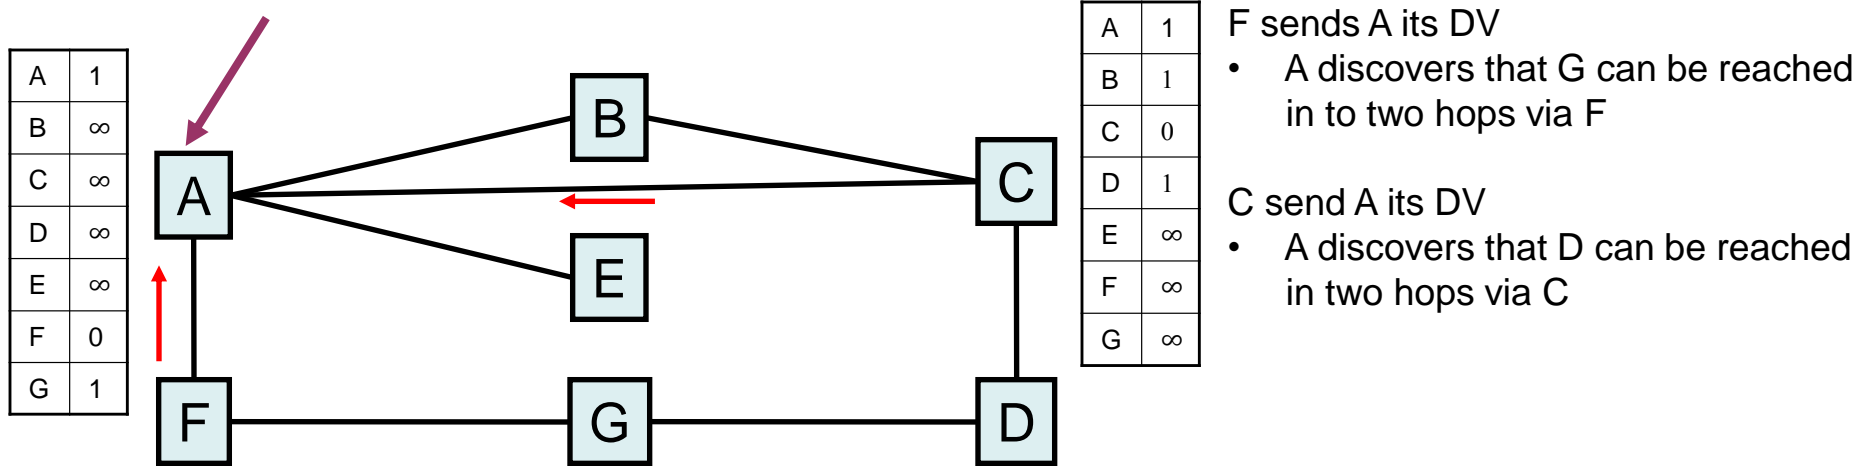 A 1
B ∞
C ∞
D ∞
E ∞
F 0
G 1
A
B
C
E
F
G
D
A 1
B 1
C 0
D 1
E ∞
F ∞
G ∞
F sends A its DV
• A discovers that G can be reached
in to two hops via F
C send A its DV
• A discovers that D can be reached
in two hops via C